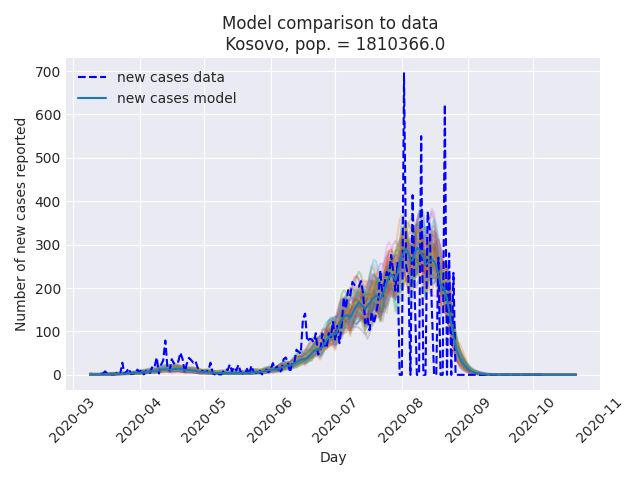 Model comparison to data
Kosovo, pop. = 1810366.0
new cases data
new cases model
Number of new cases reported
700
600
500
400
300
200
100
0
2020-03
2020-04
2020-05
2020-06
2020-07
2020-08
2020-09
2020-10
2020-11
Day